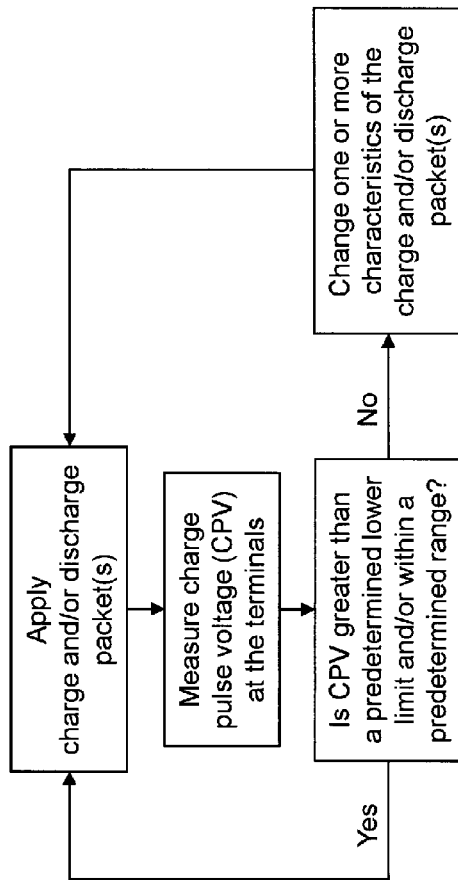 Apply
charge and/or discharge
packet(s)
Measure charge
pulse voltage (CPV)
at the terminals
Is CPV greater than
a predetermined lower
limit and/or within a
predetermined range?
Yes
No
Change one or more
characteristics of the
charge and/or discharge
packet(s)